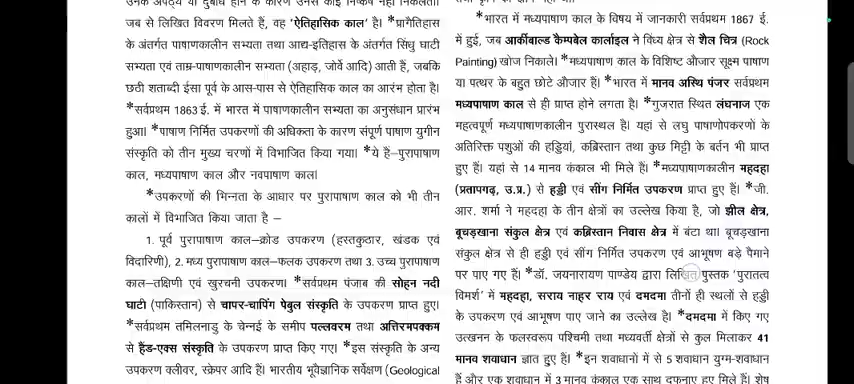 उनके अपठ्य या दुर्बोध होने के कारण उनसे कोई निष्कर्ष नहीं निकलता।
जब से लिखित विवरण मिलते हैं, वह 'ऐतिहासिक काल' है। *प्रागैतिहास
के अंतर्गत पाषाणकालीन सभ्यता तथा आद्य-इतिहास के अंतर्गत सिंधु घाटी
सभ्यता एवं ताम्र-पाषाणकालीन सभ्यता (अहाड़, जोर्वे आदि) आती हैं, जबकि
छठी शताब्दी ईसा पूर्व के आस-पास से ऐतिहासिक काल का आरंभ होता है।
*सर्वप्रथम 1863 ई. में भारत में पाषाणकालीन सभ्यता का अनुसंधान प्रारंभ
हुआ। *पाषाण निर्मित उपकरणों की अधिकता के कारण संपूर्ण पाषाण युगीन
संस्कृति को तीन मुख्य चरणों में विभाजित किया गया। *ये हैं–पुरापाषाण
काल, मध्यपाषाण काल और नवपाषाण काल।
*उपकरणों की भिन्नता के आधार पर पुरापाषाण काल को भी तीन
कालों में विभाजित किया जाता है –
1. पूर्व पुरापाषाण काल–क्रोड उपकरण (हस्तकुठार, खंडक एवं
विदारिणी), 2. मध्य पुरापाषाण काल–फलक उपकरण तथा 3. उच्च पुरापाषाण
काल–तक्षिणी एवं खुरचनी उपकरण। *सर्वप्रथम पंजाब की सोहन नदी
घाटी (पाकिस्तान) से चापर-चापिंग पेबुल संस्कृति के उपकरण प्राप्त हुए।
*सर्वप्रथम तमिलनाडु के चेन्नई के समीप पल्लवरम तथा अत्तिरमपक्कम
से हैंड-एक्स संस्कृति के उपकरण प्राप्त किए गए। *इस संस्कृति के अन्य
उपकरण क्लीवर, स्क्रेपर आदि हैं। भारतीय भूवैज्ञानिक सर्वेक्षण (Geological
*भारत में मध्यपाषाण काल के विषय में जानकारी सर्वप्रथम 1867 ई.
में हुई, जब आर्कीबाल्ड कैम्पबेल कार्लाइल ने विंध्य क्षेत्र से शैल चित्र (Rock
Painting) खोज निकाले। *मध्यपाषाण काल के विशिष्ट औजार सूक्ष्म पाषाण
या पत्थर के बहुत छोटे औजार हैं। *भारत में मानव अस्थि पंजर सर्वप्रथम
मध्यपाषाण काल से ही प्राप्त होने लगता है। *गुजरात स्थित लंघनाज एक
महत्वपूर्ण मध्यपाषाणकालीन पुरास्थल है। यहां से लघु पाषाणोपकरणों के
अतिरिक्त पशुओं की हड्डियां, कब्रिस्तान तथा कुछ मिट्टी के बर्तन भी प्राप्त
हुए हैं। यहां से 14 मानव कंकाल भी मिले हैं। *मध्यपाषाणकालीन महदहा
(प्रतापगढ़, उ.प्र.) से हड्डी एवं सींग निर्मित उपकरण प्राप्त हुए हैं। *जी.
आर. शर्मा ने महदहा के तीन क्षेत्रों का उल्लेख किया है, जो झील क्षेत्र,
बूचड़खाना संकुल क्षेत्र एवं कब्रिस्तान निवास क्षेत्र में बंटा था। बूचड़खाना
संकुल क्षेत्र से ही हड्डी एवं सींग निर्मित उपकरण एवं आभूषण बड़े पैमाने
पर पाए गए हैं। *डॉ. जयनारायण पाण्डेय द्वारा लिखित पुस्तक 'पुरातत्व
विमर्श' में महदहा, सराय नाहर राय एवं दमदमा तीनों ही स्थलों से हड्डी
के उपकरण एवं आभूषण पाए जाने का उल्लेख है। *दमदमा में किए गए
उत्खनन के फलस्वरूप पश्चिमी तथा मध्यवर्ती क्षेत्रों से कुल मिलाकर 41
मानव शवाधान ज्ञात हुए हैं। *इन शवाधानों में से 5 शवाधान युग्म-शवाधान
हैं और एक शवाधान में 3 मानव कंकाल एक साथ दफनाए हुए मिले हैं। शेष